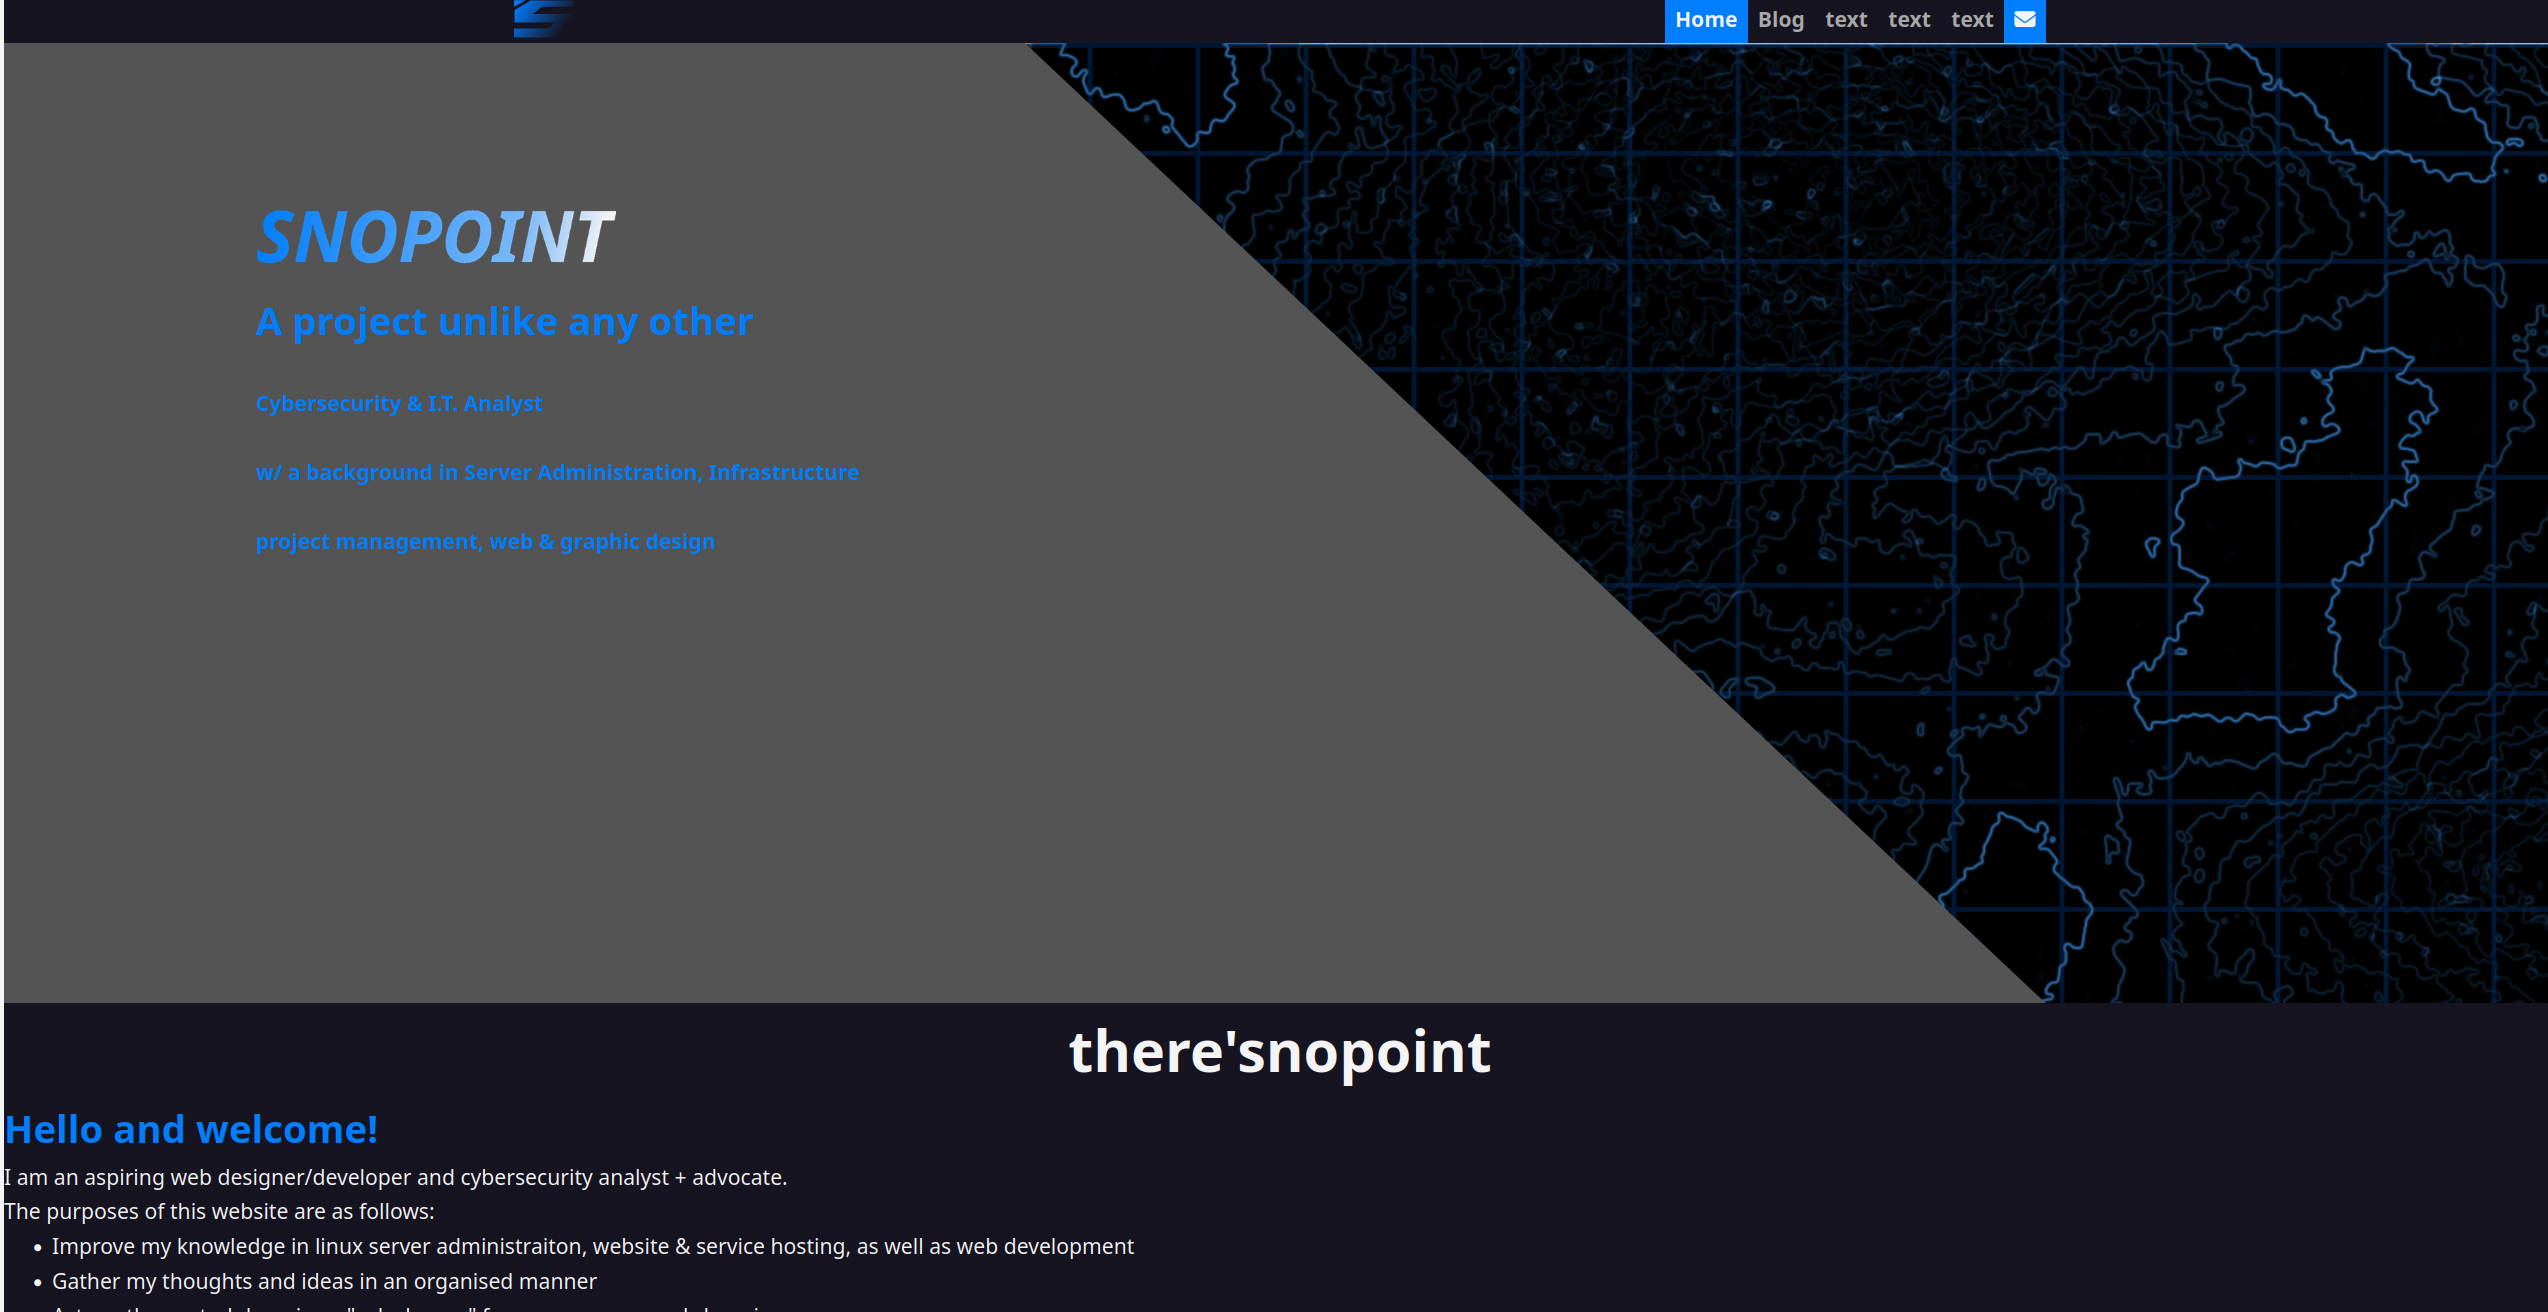 Home Blog text text text
SNOPOINT
A project unlike any other
Cybersecurity & I.T. Analyst
w/ a background in Server Administration, Infrastructure
project management, web & graphic design
there'snopoint
Hello and welcome!
I am an aspiring web designer/developer and cybersecurity analyst + advocate.
The purposes of this website are as follows:
• Improve my knowledge in linux server administraiton, website & service hosting, as well as web development
• Gather my thoughts and ideas in an organised manner